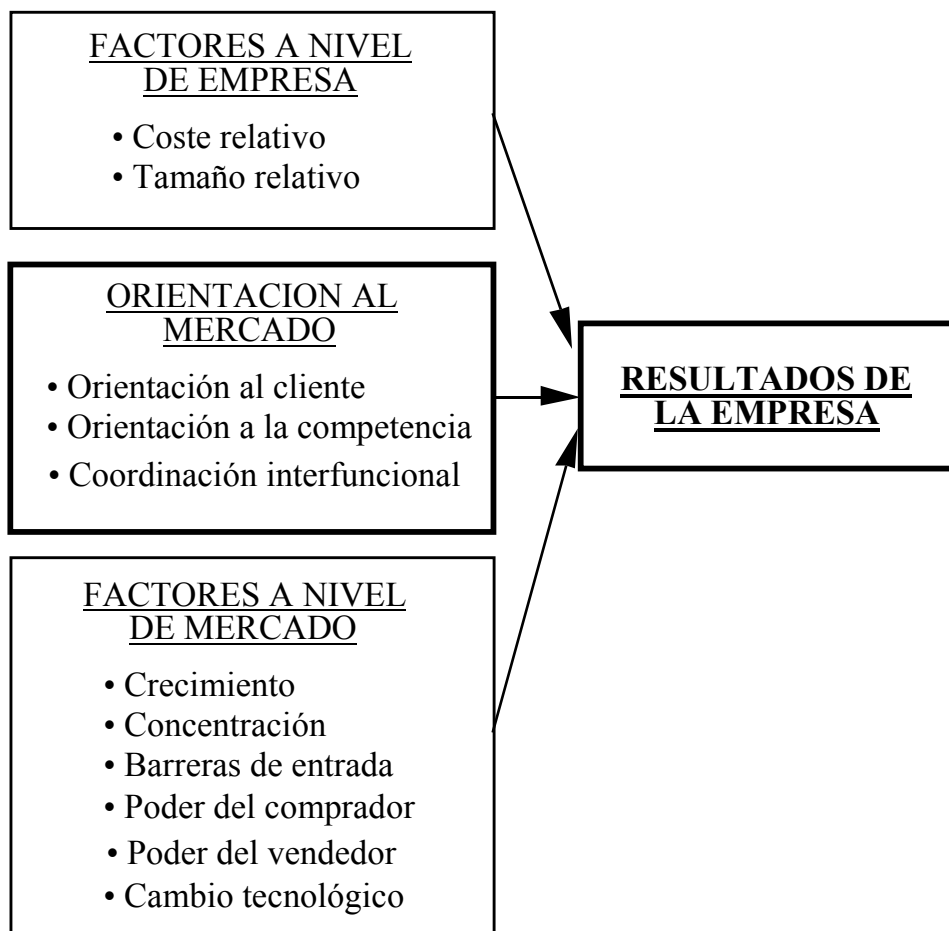 FACTORES A NIVEL
DE EMPRESA
• Coste relativo
• Tamaño relativo
ORIENTACION AL
MERCADO
• Orientación al cliente
• Orientación a la competencia
• Coordinación interfuncional
RESULTADOS DE
LA EMPRESA
FACTORES A NIVEL
DE MERCADO
• Crecimiento
• Concentración
• Barreras de entrada
• Poder del comprador
• Poder del vendedor
• Cambio tecnológico